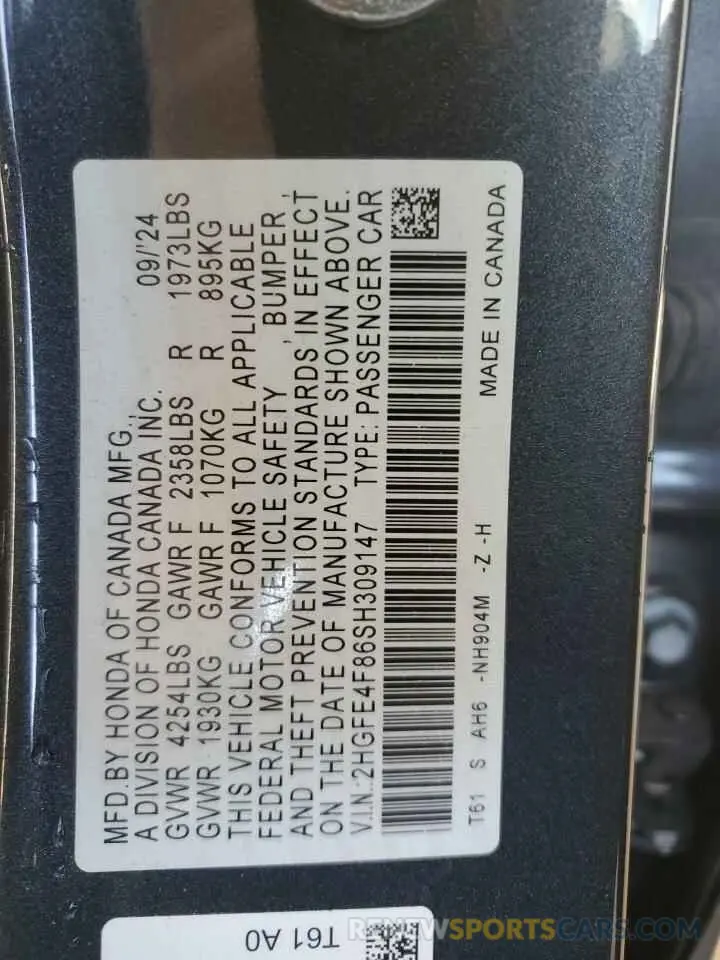 MFD.BY HONDA OF CANADA MFG.,
A DIVISION OF HONDA CANADA INC. 09/'24
GVWR 4254LBS GAWR F 2358LBS R 1973LBS
GVWR 1930KG GAWR F 1070KG R 895KG
THIS VEHICLE CONFORMS TO ALL APPLICABLE
FEDERAL MOTOR VEHICLE SAFETY , BUMPER ,
AND THEFT PREVENTION STANDARDS IN EFFECT
ON THE DATE OF MANUFACTURE SHOWN ABOVE.
V.I.N.:2HGFE4F86SH309147 TYPE: PASSENGER CAR
T61 S AH6 -NH904M -Z -H MADE IN CANADA
T61 A0
RENEWSPORTSCARS.COM